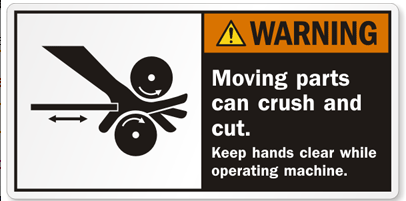 WARNING
Moving parts
can crush and
cut.
Keep hands clear while
operating machine.